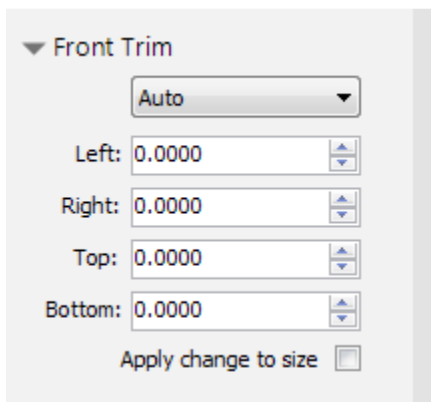 Front Trim
Auto
Left: 0.0000
Right: 0.0000
Top: 0.0000
Bottom: 0.0000
Apply change to size